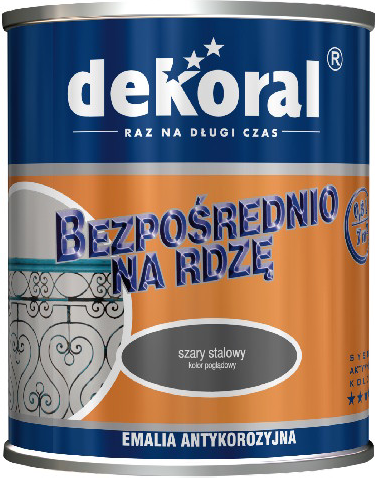 dekoral®
RAZ NA DŁUGI CZAS
BEZPOŚREDNIO
NA RDZĘ
szary stalowy
kolor poglądowy
EMALIA ANTYKOROZYJNA